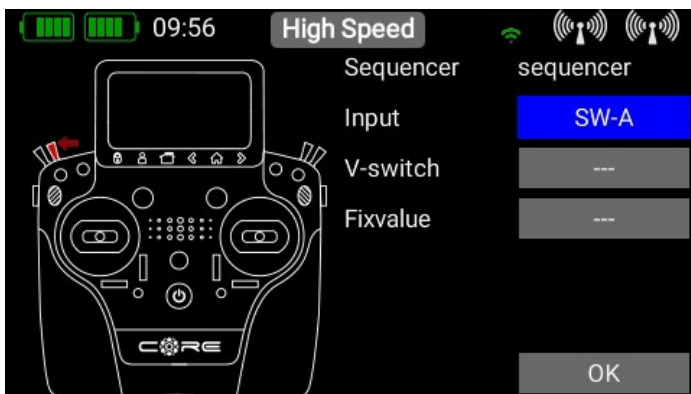 09:56 High Speed
Sequencer sequencer
Input SW-A
V-switch ---
Fixvalue ---
CORE
OK